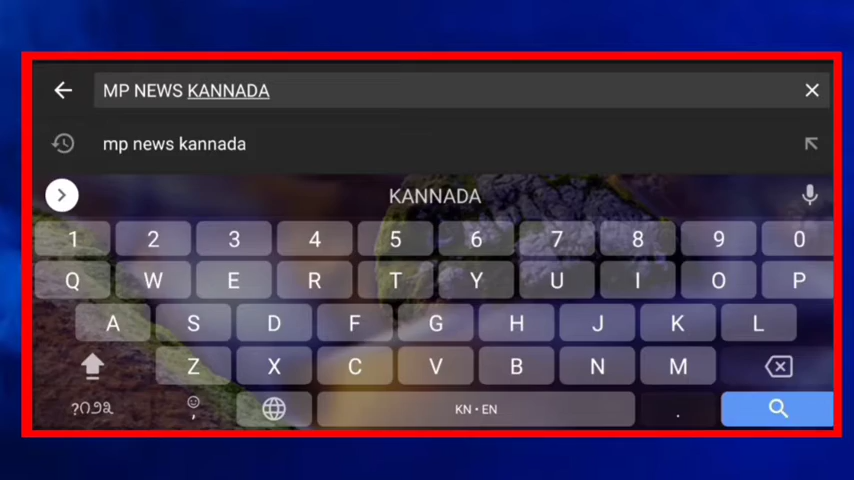 MP NEWS KANNADA
mp news kannada
KANNADA
1 2 3 4 5 6 7 8 9 0
Q W E R T Y U I O P
A S D F G H J K L
Z X C V B N M
?೧೨೩ , KN • EN .